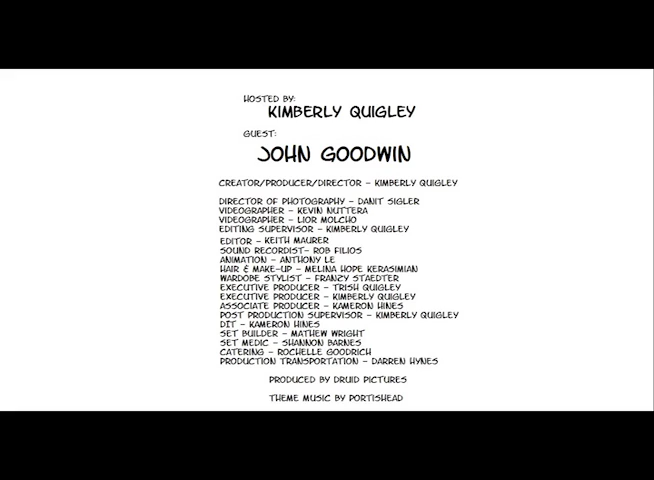 HOSTED BY:
KIMBERLY QUIGLEY
GUEST:
JOHN GOODWIN
CREATOR/PRODUCER/DIRECTOR - KIMBERLY QUIGLEY
DIRECTOR OF PHOTOGRAPHY - DANIT SIGLER
VIDEOGRAPHER - KEVIN NUTTERA
VIDEOGRAPHER - LIOR MOLCHO
EDITING SUPERVISOR - KIMBERLY QUIGLEY
EDITOR - KEITH MAURER
SOUND RECORDIST- ROB FILIOS
ANIMATION - ANTHONY LE
HAIR & MAKE-UP - MELINA HOPE KERASIMIAN
WARDOBE STYLIST - FRANZY STAEDTER
EXECUTIVE PRODUCER - TRISH QUIGLEY
EXECUTIVE PRODUCER - KIMBERLY QUIGLEY
ASSOCIATE PRODUCER - KAMERON HINES
POST PRODUCTION SUPERVISOR - KIMBERLY QUIGLEY
DIT - KAMERON HINES
SET BUILDER - MATHEW WRIGHT
SET MEDIC - SHANNON BARNES
CATERING - ROCHELLE GOODRICH
PRODUCTION TRANSPORTATION - DARREN HYNES
PRODUCED BY DRUID PICTURES
THEME MUSIC BY PORTISHEAD